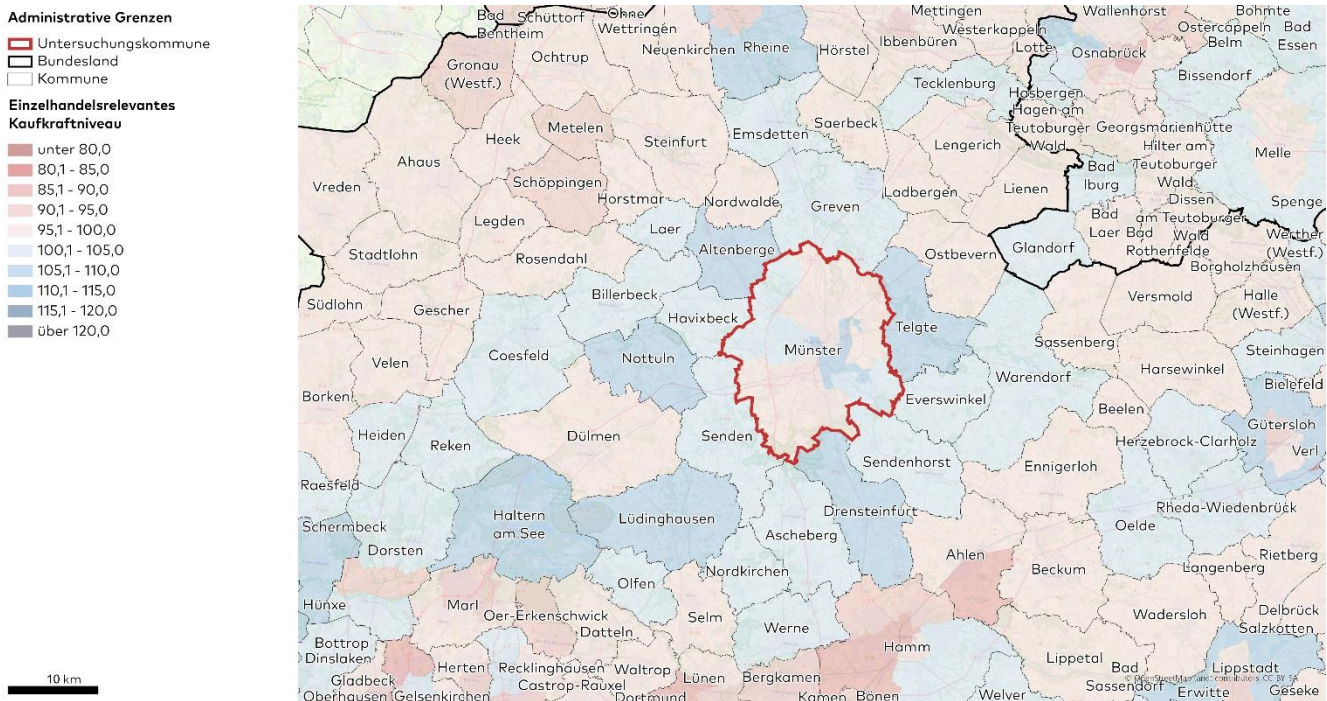 Administrative Grenzen
Untersuchungskommune
Bundesland
Kommune
Einzelhandelsrelevantes
Kaufkraftniveau
unter 80,0
80,1 - 85,0
85,1 - 90,0
90,1 - 95,0
95,1 - 100,0
100,1 - 105,0
105,1 - 110,0
110,1 - 115,0
115,1 - 120,0
über 120,0
10 km
Bad
Bentheim
Schüttorf
Ohne
Wettringen
Neuenkirchen
Rheine
Hörstel
Mettingen
Ibbenbüren
Westerkappeln
Lotte
Wallenhorst
Osnabrück
Ostercappeln
Belm
Bohmte
Bad
Essen
Gronau
(Westf.)
Ochtrup
Tecklenburg
Bissendorf
Hasbergen
Hagen am
Teutoburger
Wald
Georgsmarienhütte
Hilter am
Teutoburger
Wald
Melle
Metelen
Heek
Steinfurt
Emsdetten
Saerbeck
Lengerich
Ahaus
Vreden
Schöppingen
Horstmar
Nordwalde
Greven
Ladbergen
Lienen
Bad
Iburg
Dissen
am Teutoburger
Wald
Spenge
Legden
Laer
Altenberge
Ostbevern
Glandorf
Bad
Laer
Bad
Rothenfelde
Werther
(Westf.)
Stadtlohn
Rosendahl
Borgholzhausen
Südlohn
Gescher
Billerbeck
Havixbeck
Telgte
Versmold
Halle
(Westf.)
Velen
Coesfeld
Nottuln
Münster
Sassenberg
Steinhagen
Harsewinkel
Borken
Warendorf
Everswinkel
Bielefeld
Beelen
Gütersloh
Heiden
Reken
Dülmen
Senden
Sendenhorst
Herzebrock-Clarholz
Verl
Ennigerloh
Raesfeld
Schermbeck
Haltern
am See
Lüdinghausen
Drensteinfurt
Rheda-Wiedenbrück
Oelde
Dorsten
Ascheberg
Ahlen
Beckum
Rietberg
Langenberg
Hünxe
Marl
Oer-Erkenschwick
Olfen
Nordkirchen
Datteln
Selm
Werne
Wadersloh
Delbrück
Salzkotten
Bottrop
Dinslaken
Hamm
Gladbeck
Herten
Recklinghausen
Waltrop
Lünen
Bergkamen
Lippetal
Bad
Sassendorf
Lippstadt
Oberhausen
Gelsenkirchen
Castrop-Rauxel
Dortmund
Kamen
Bönen
Welver
Erwitte
Geseke
© OpenStreetMap (and) contributors, CC-BY-SA